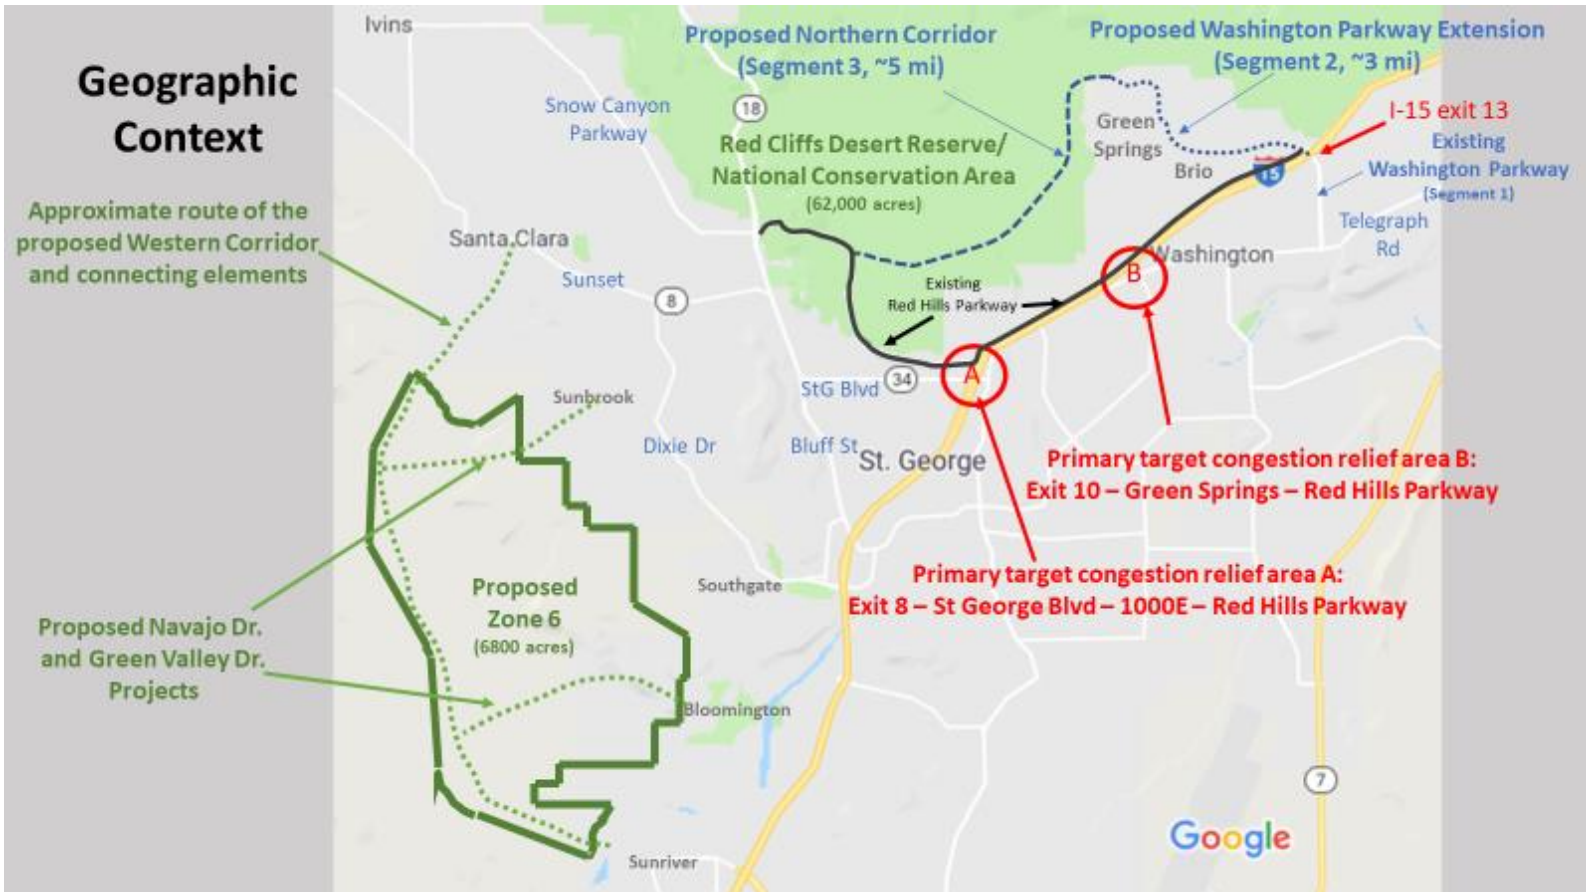 Geographic
Context
Approximate route of the
proposed Western Corridor
and connecting elements
Proposed Navajo Dr.
and Green Valley Dr.
Projects
Ivins
Snow Canyon
Parkway
18
Proposed Northern Corridor
(Segment 3, ~5 mi)
Proposed Washington Parkway Extension
(Segment 2, ~3 mi)
I-15 exit 13
Green
Springs
Brio
15
Existing
Washington Parkway
(Segment 1)
Telegraph
Rd
Red Cliffs Desert Reserve/
National Conservation Area
(62,000 acres)
Santa Clara
Sunset
8
Existing
Red Hills Parkway
Washington
B
A
34
StG Blvd
Sunbrook
Dixie Dr
Bluff St
St. George
Primary target congestion relief area B:
Exit 10 – Green Springs – Red Hills Parkway
Primary target congestion relief area A:
Exit 8 – St George Blvd – 1000E – Red Hills Parkway
Proposed
Zone 6
(6800 acres)
Southgate
Bloomington
7
Sunriver
Google